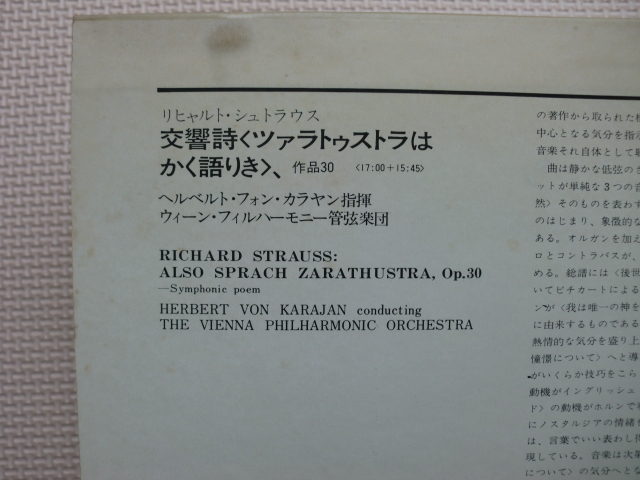 リヒャルト・シュトラウス
交響詩〈ツァラトゥストラは
かく語りき〉、 作品30 〈17:00+15:45〉
ヘルベルト・フォン・カラヤン指揮
ウィーン・フィルハーモニー管弦楽団
RICHARD STRAUSS:
ALSO SPRACH ZARATHUSTRA, Op.30
—Symphonic poem
HERBERT VON KARAJAN conducting
THE VIENNA PHILHARMONIC ORCHESTRA
の著作から取られた
中心となる気分を指示
音楽それ自体として
曲は静かな低弦の
ットが単純な3つの音
然〉そのものを表わす
のはじまり、象徴的な
ある。オルガンを加え
ロとコントラバスが、
める。総譜には〈後世
いてピチカートによる
ンが〈我は唯一の神を
に由来するものである
熱情的な気分を盛り上
憧憬について〉へと導
がいくらか技巧をこら
動機がイングリッシュ
ド〉の動機がホルンで
にノスタルジアの情緒
は、言葉でいい表わし
現している。音楽は次第
について〉の気分へと